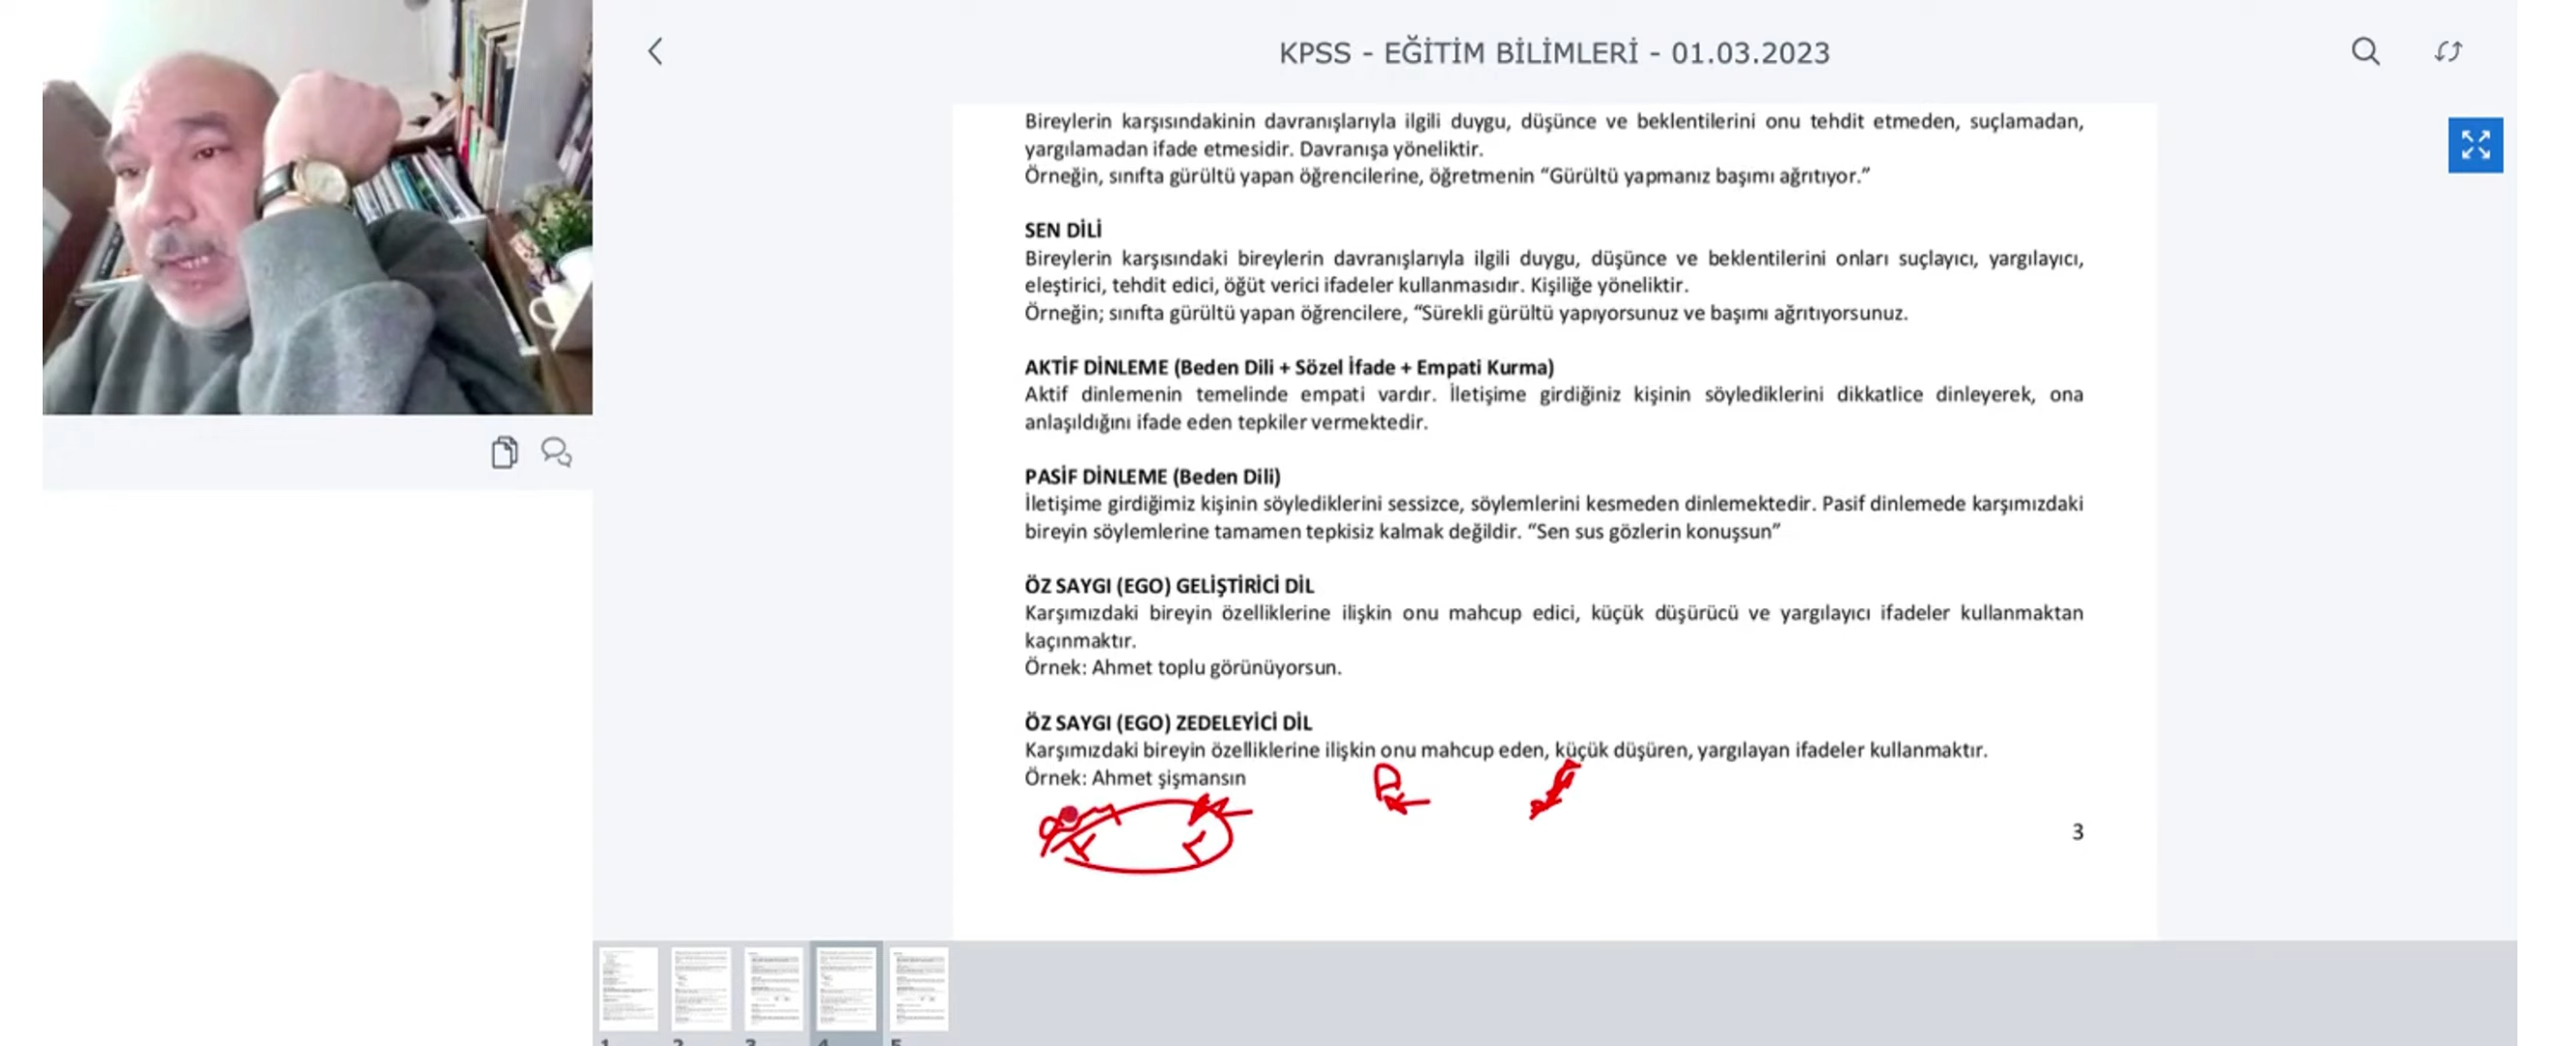 KPSS - EĞİTİM BİLİMLERİ - 01.03.2023
Bireylerin karşısındakinin davranışlarıyla ilgili duygu, düşünce ve beklentilerini onu tehdit etmeden, suçlamadan,
yargılamadan ifade etmesidir. Davranışa yöneliktir.
Örneğin, sınıfta gürültü yapan öğrencilerine, öğretmenin “Gürültü yapmanız başımı ağrıtıyor.”
SEN DİLİ
Bireylerin karşısındaki bireylerin davranışlarıyla ilgili duygu, düşünce ve beklentilerini onları suçlayıcı, yargılayıcı,
eleştirici, tehdit edici, öğüt verici ifadeler kullanmasıdır. Kişiliğe yöneliktir.
Örneğin; sınıfta gürültü yapan öğrencilere, “Sürekli gürültü yapıyorsunuz ve başımı ağrıtıyorsunuz.
AKTİF DİNLEME (Beden Dili + Sözel İfade + Empati Kurma)
Aktif dinlemenin temelinde empati vardır. İletişime girdiğiniz kişinin söylediklerini dikkatlice dinleyerek, ona
anlaşıldığını ifade eden tepkiler vermektedir.
PASİF DİNLEME (Beden Dili)
İletişime girdiğimiz kişinin söylediklerini sessizce, söylemlerini kesmeden dinlemektedir. Pasif dinlemede karşımızdaki
bireyin söylemlerine tamamen tepkisiz kalmak değildir. “Sen sus gözlerin konuşsun”
ÖZ SAYGI (EGO) GELİŞTİRİCİ DİL
Karşımızdaki bireyin özelliklerine ilişkin onu mahcup edici, küçük düşürücü ve yargılayıcı ifadeler kullanmaktan
kaçınmaktır.
Örnek: Ahmet toplu görünüyorsun.
ÖZ SAYGI (EGO) ZEDELEYİCİ DİL
Karşımızdaki bireyin özelliklerine ilişkin onu mahcup eden, küçük düşüren, yargılayan ifadeler kullanmaktır.
Örnek: Ahmet şişmansın
3
1 2 3 4 5